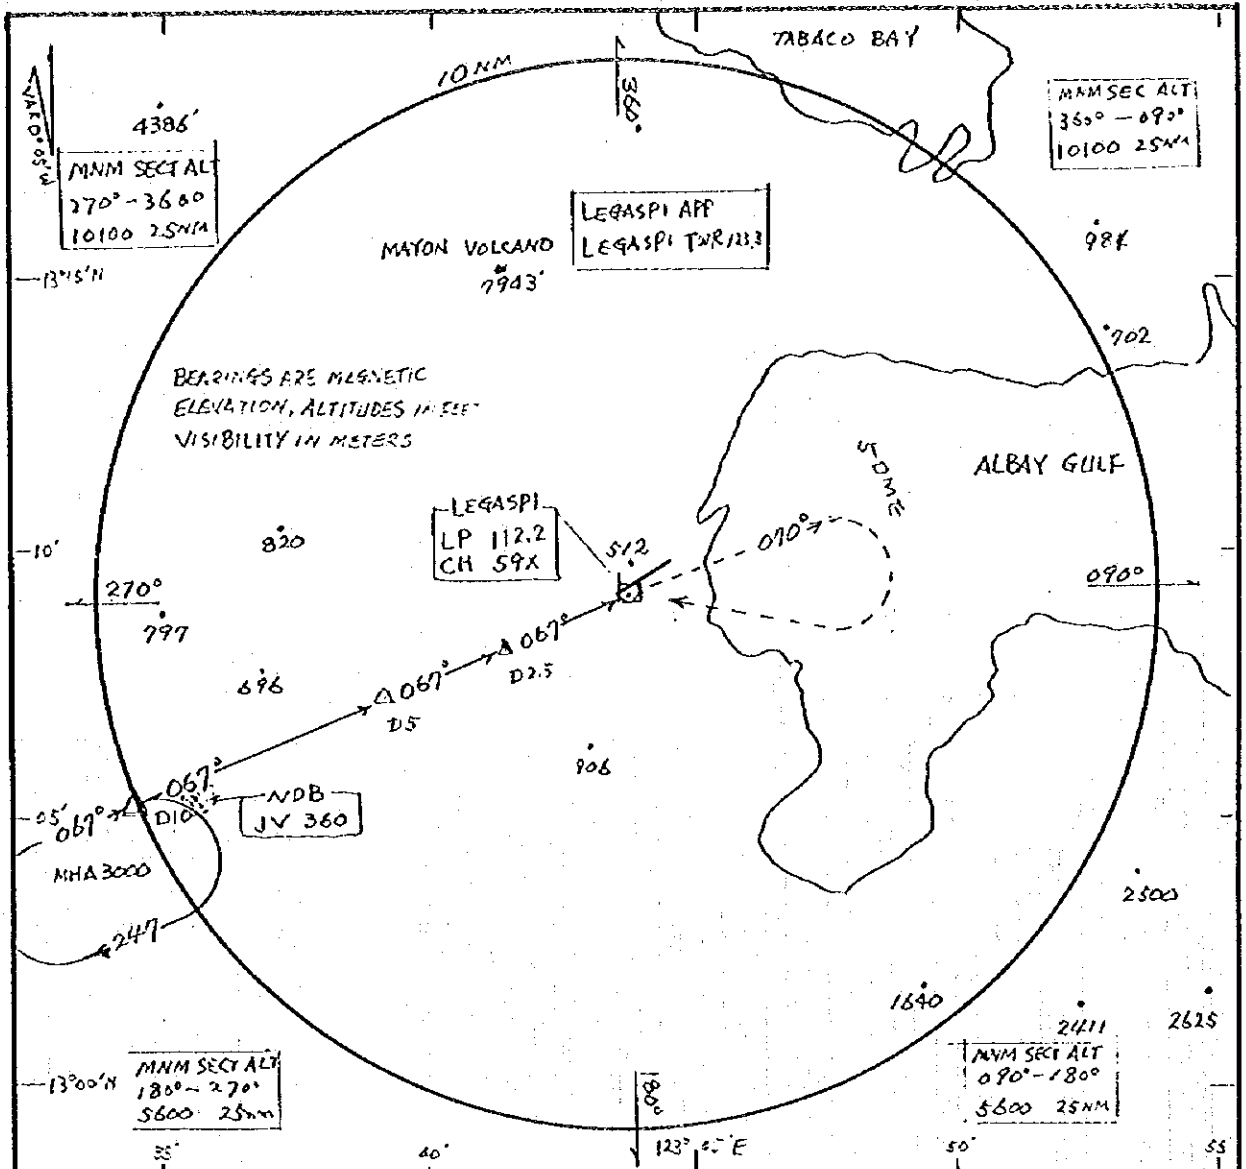 TABACO BAY
10 NM
360°
VAR 0° 05' W
4386'
MNM SECT ALT
270° - 3600
10100 25NM
MNM SEC ALT
360° - 090°
10100 25NM
LEGASPI APP
LEGASPI TWR 123.3
MAYON VOLCANO
7943'
13°15'N
702
BEARINGS ARE MAGNETIC
ELEVATION, ALTITUDES IN FEET
VISIBILITY IN METERS
5 DME
ALBAY GULF
LEGASPI
LP 112.2
CH 59X
820
10'
512
070°
270°
090°
797
067°
D2.5
696
067°
D5
906
067°
NDB
JV 360
05'
067°
D10
MHA 3000
247
2500
1640
2411
2625
MNM SECT ALT
180° - 270°
5600 25nm
MNM SECT ALT
090° - 180°
5600 25NM
13°00'N
180°
35'
40'
123° 45' E
50'
55